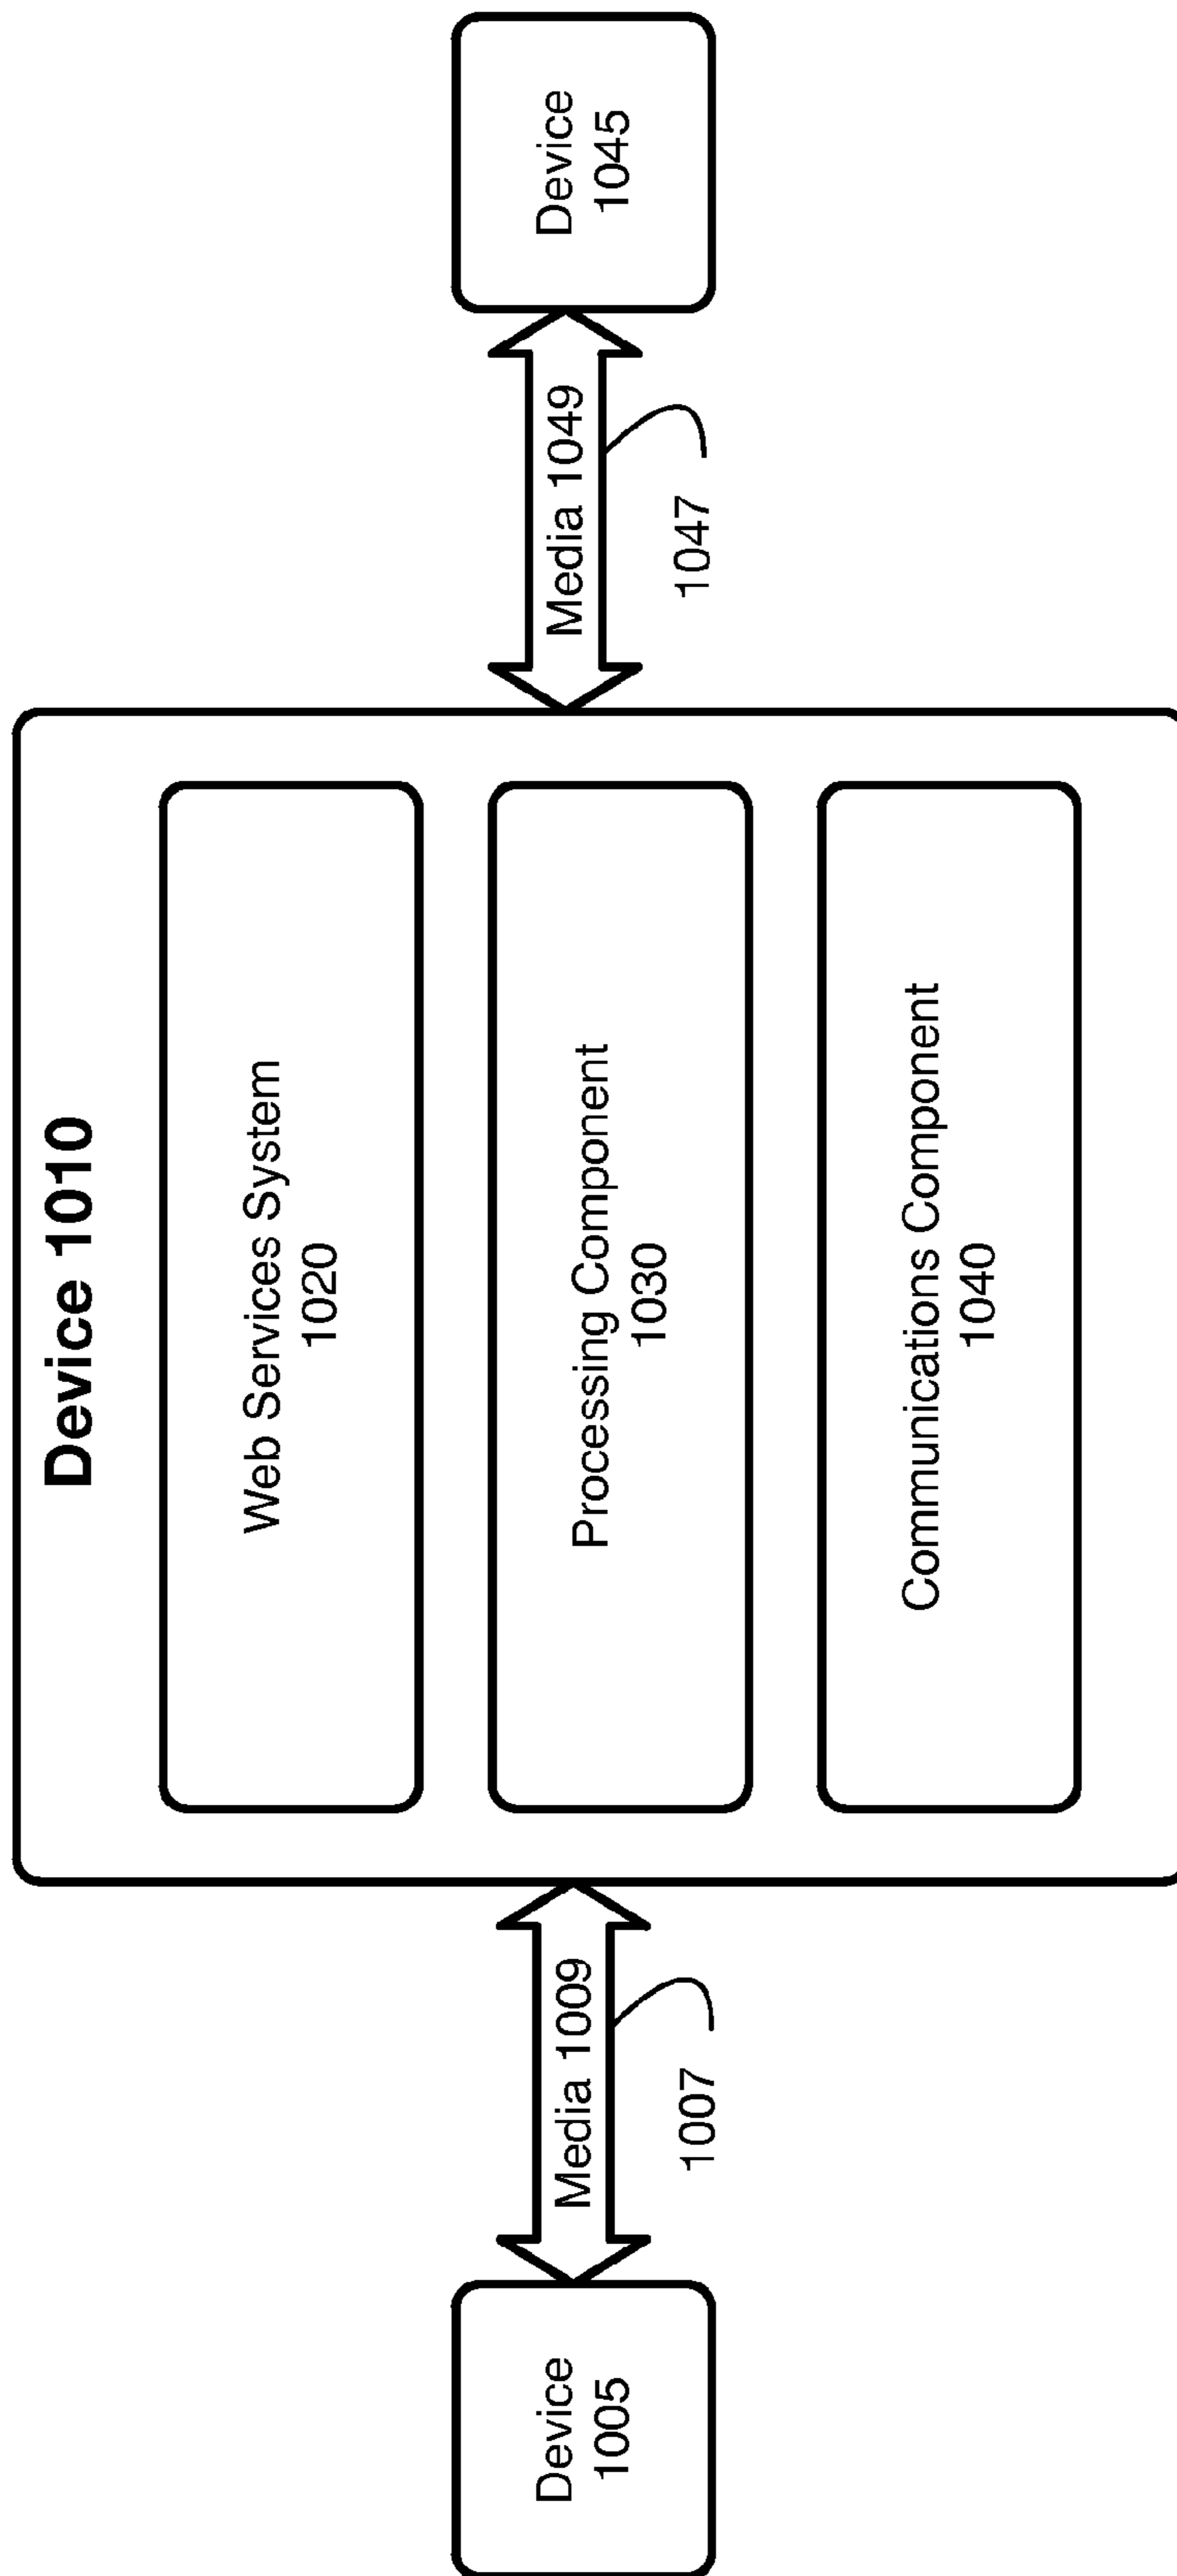 Device 1010
Web Services System
1020
Processing Component
1030
Communications Component
1040
Device
1005
Media 1009
1007
Media 1049
1047
Device
1045